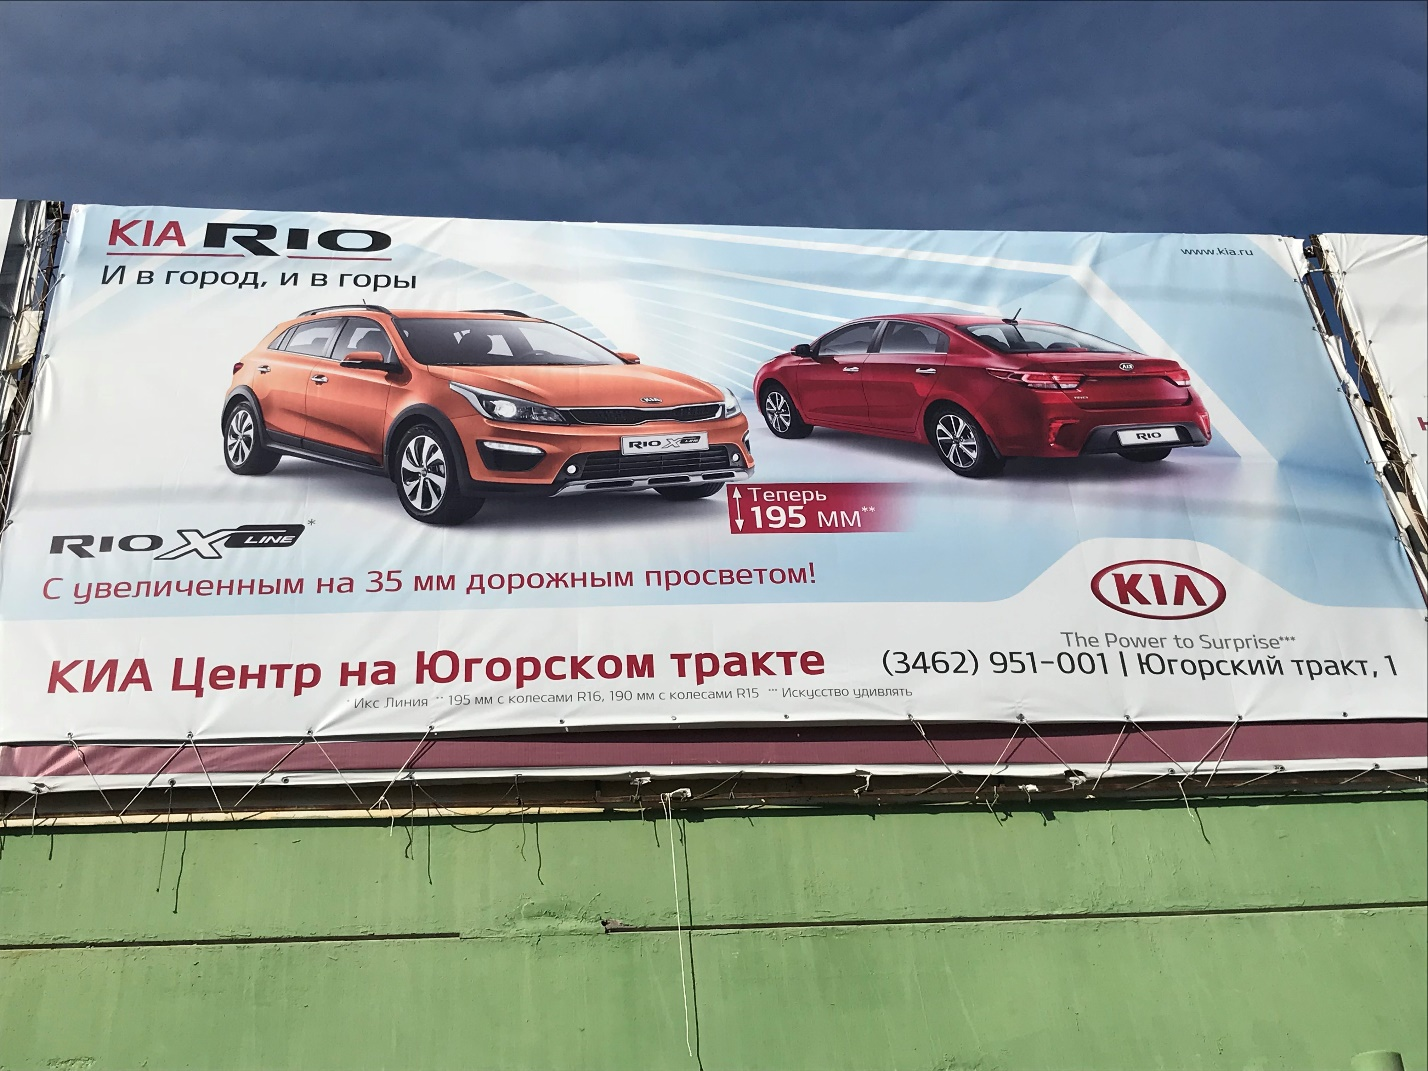 KIA RIO
И в город, и в горы
www.kia.ru
KIA
RIO X LINE
KIA
RIO
Теперь
195 мм**
RIO X LINE*
С увеличенным на 35 мм дорожным просветом!
KIA
The Power to Surprise***
КИА Центр на Югорском тракте
(3462) 951-001 | Югорский тракт, 1
* Икс Линия ** 195 мм с колесами R16, 190 мм с колесами R15 *** Искусство удивлять